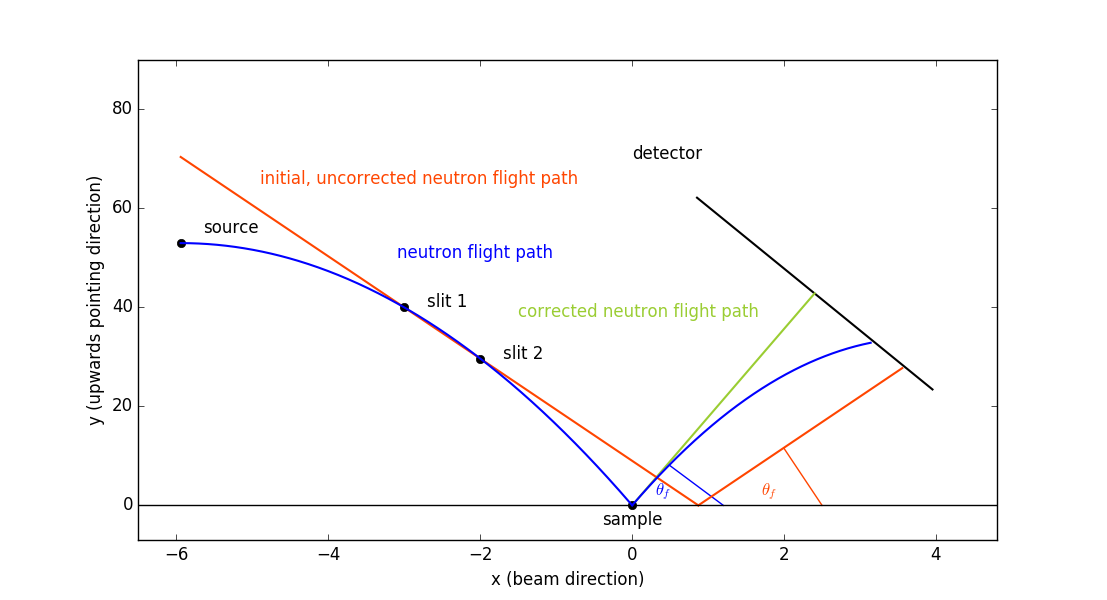 80
detector
initial, uncorrected neutron flight path
60
source
neutron flight path
slit 1
40
corrected neutron flight path
slit 2
20
θf
θf
0
sample
−6
−4
−2
0
2
4
x (beam direction)
y (upwards pointing direction)